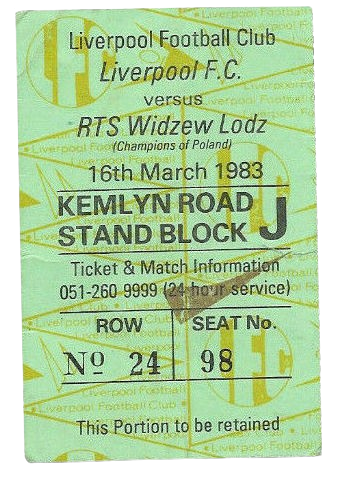 Liverpool Football Club
Liverpool F.C.
versus
RTS Widzew Lodz
(Champions of Poland)
16th March 1983
KEMLYN ROAD
STAND BLOCK J
Ticket & Match Information
051-260 9999 (24 hour service)
ROW SEAT No.
Nº 24 98
This Portion to be retained